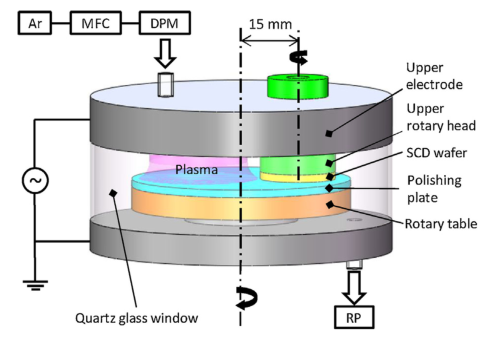 Ar
MFC
DPM
15 mm
Upper
electrode
Upper
rotary head
SCD wafer
Plasma
Polishing
plate
Rotary table
Quartz glass window
RP